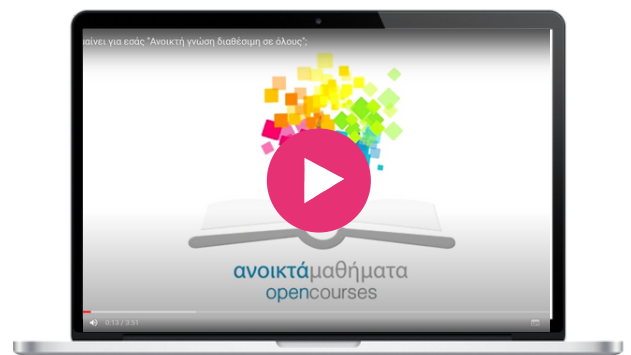 αίνει για εσάς "Ανοικτή γνώση διαθέσιμη σε όλους";
ανοικτάμαθήματα
opencourses
0:13 / 3:51